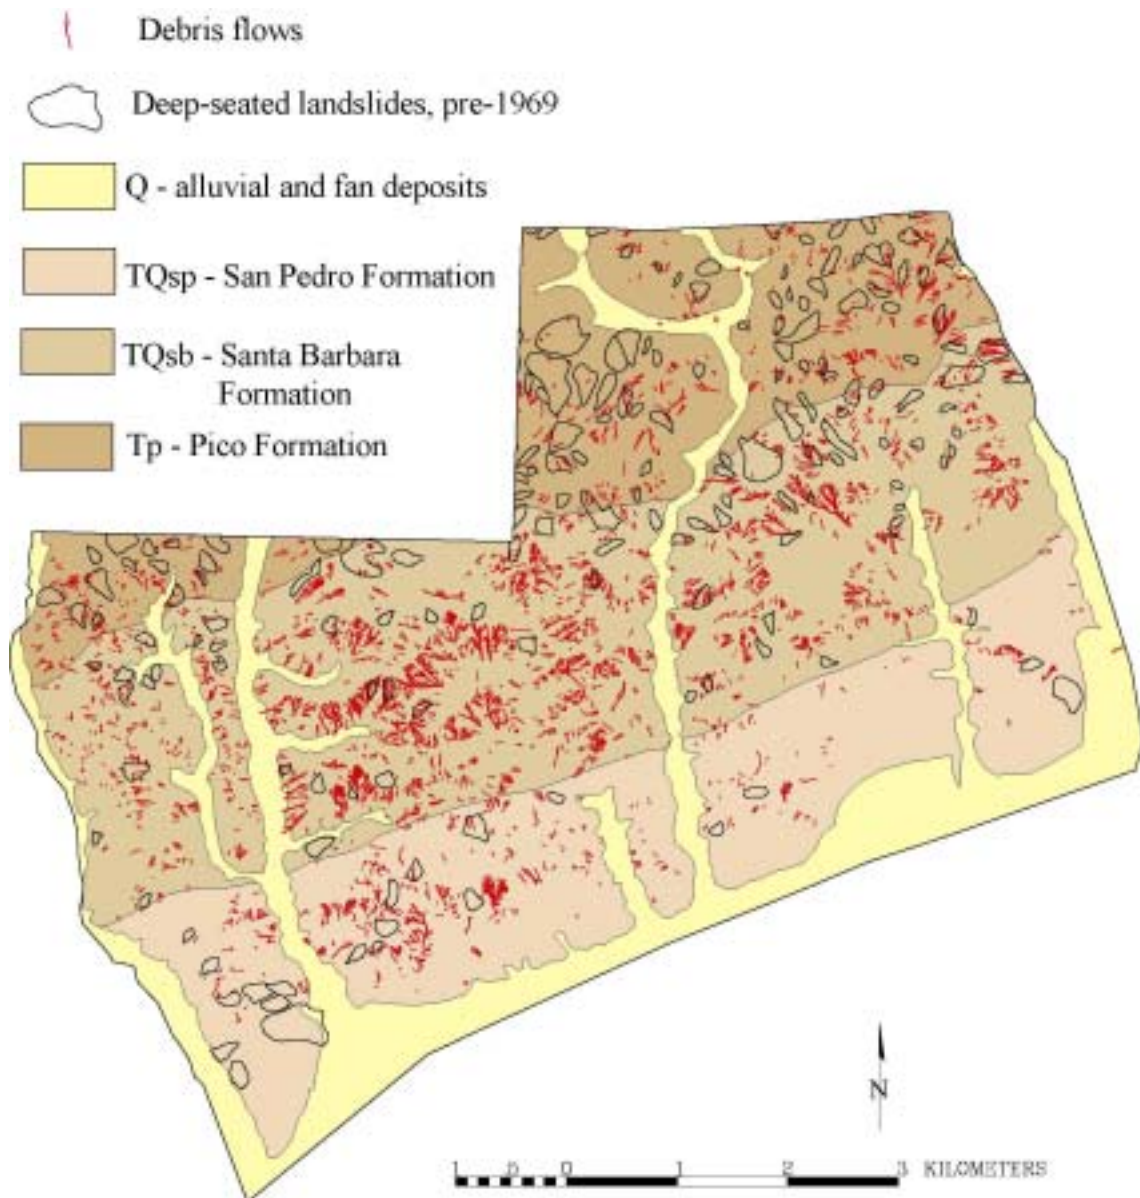 Debris flows
Deep-seated landslides, pre-1969
Q - alluvial and fan deposits
TQsp - San Pedro Formation
TQsb - Santa Barbara
Formation
Tp - Pico Formation
N
1 .5 0 1 2 3 KILOMETERS